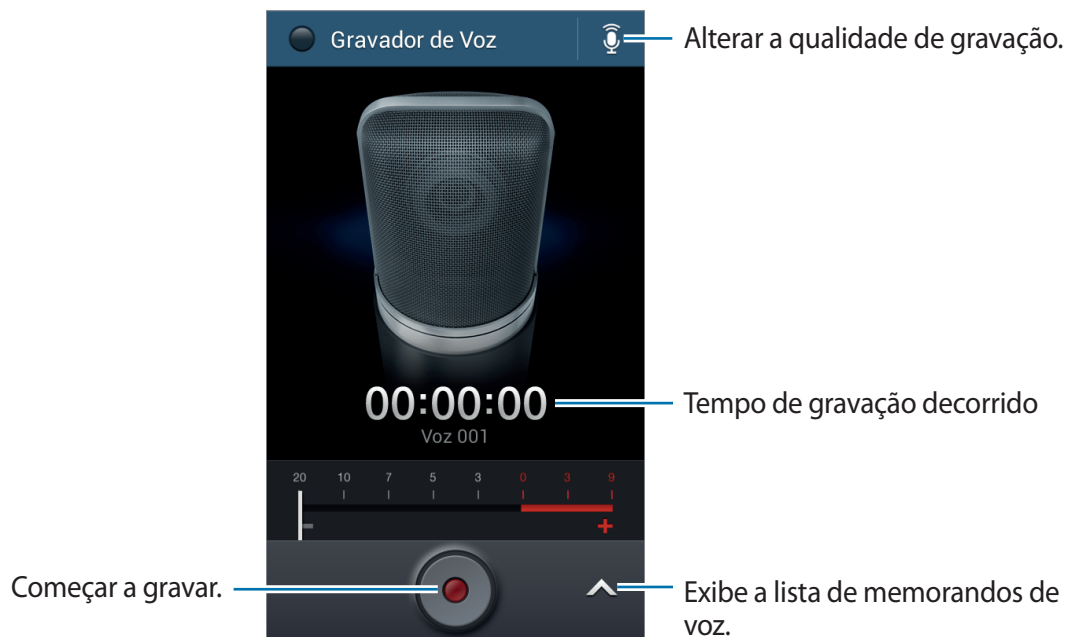 Gravador de Voz
Alterar a qualidade de gravação.
00:00:00
Tempo de gravação decorrido
Voz 001
20 10 7 5 3 0 3 9
- +
Começar a gravar.
Exibe a lista de memorandos de
voz.